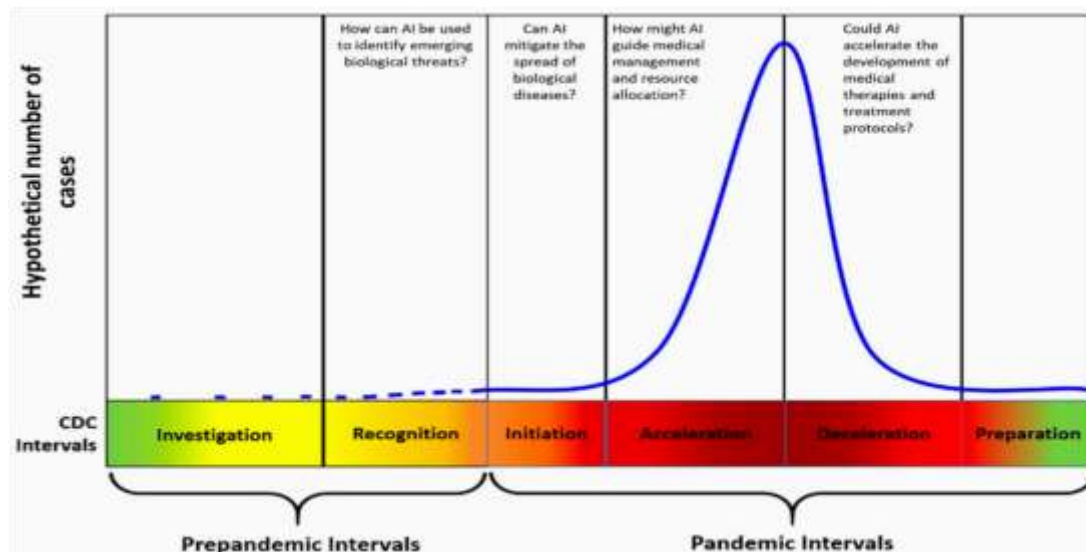 Hypothetical number of
cases
How can AI be used
to identify emerging
biological threats?
Can AI
mitigate the
spread of
biological
diseases?
How might AI
guide medical
management
and resource
allocation?
Could AI
accelerate the
development of
medical
therapies and
treatment
protocols?
CDC
Intervals
Investigation
Recognition
Initiation
Acceleration
Deceleration
Preparation
Prepandemic Intervals
Pandemic Intervals